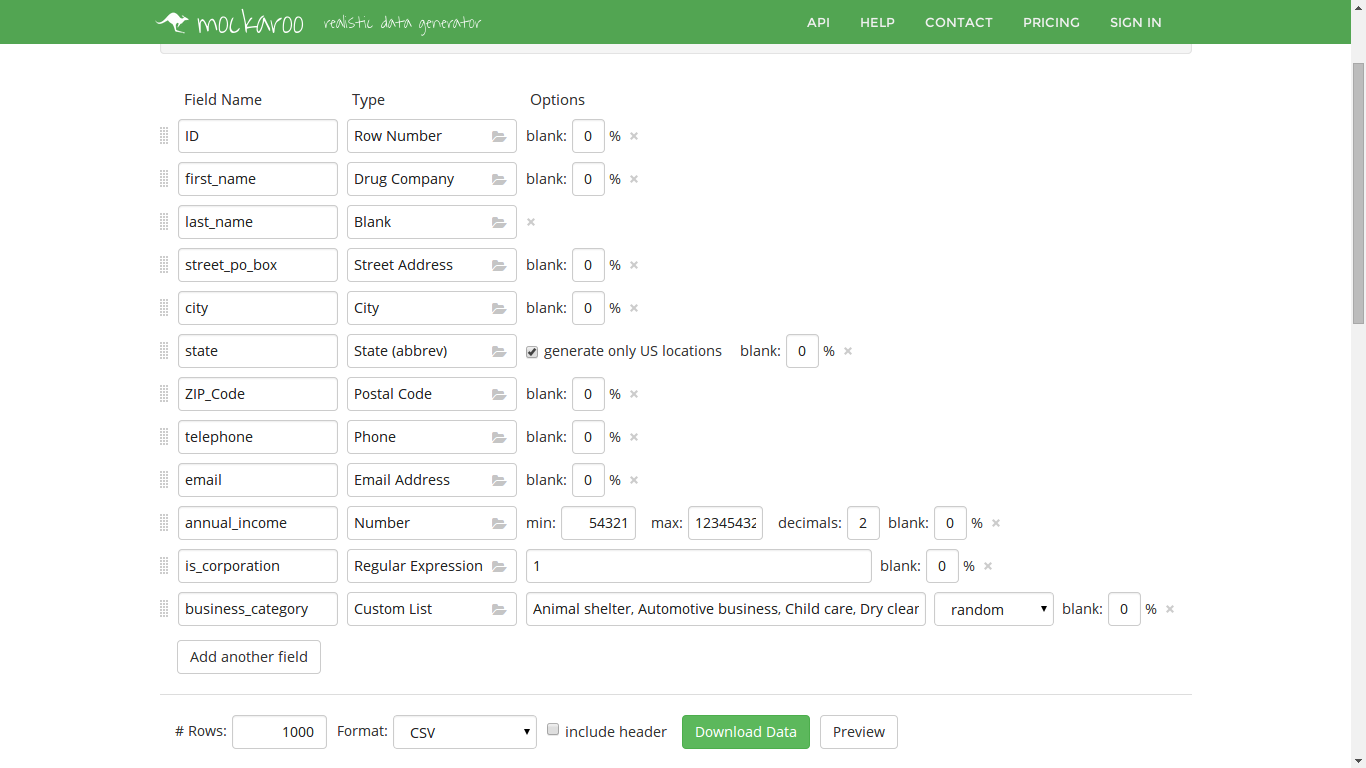 mockaroo realistic data generator API HELP CONTACT PRICING SIGN IN
Field Name Type Options
ID Row Number blank: 0 %
first_name Drug Company blank: 0 %
last_name Blank
street_po_box Street Address blank: 0 %
city City blank: 0 %
state State (abbrev) generate only US locations blank: 0 %
ZIP_Code Postal Code blank: 0 %
telephone Phone blank: 0 %
email Email Address blank: 0 %
annual_income Number min: 54321 max: 12345432 decimals: 2 blank: 0 %
is_corporation Regular Expression 1 blank: 0 %
business_category Custom List Animal shelter, Automotive business, Child care, Dry clear random blank: 0 %
Add another field
# Rows: 1000 Format: CSV include header Download Data Preview